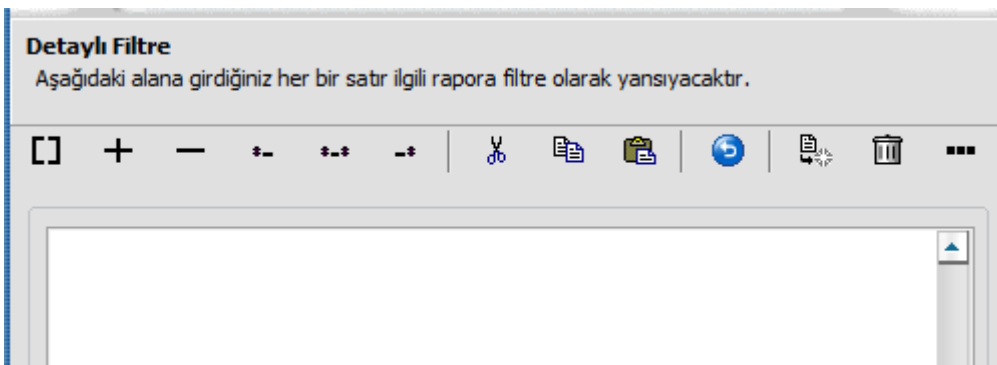 Detaylı Filtre
Aşağıdaki alana girdiğiniz her bir satır ilgili rapora filtre olarak yansıyacaktır.
[] + — *_ *_* _*